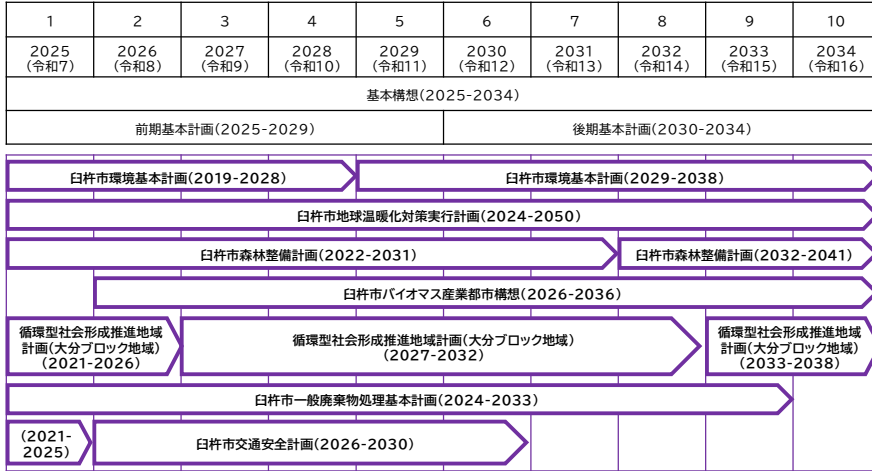 1 2 3 4 5 6 7 8 9 10
2025 2026 2027 2028 2029 2030 2031 2032 2033 2034
(令和7) (令和8) (令和9) (令和10) (令和11) (令和12) (令和13) (令和14) (令和15) (令和16)
基本構想(2025-2034)
前期基本計画(2025-2029) 後期基本計画(2030-2034)
臼杵市環境基本計画(2019-2028) 臼杵市環境基本計画(2029-2038)
臼杵市地球温暖化対策実行計画(2024-2050)
臼杵市森林整備計画(2022-2031) 臼杵市森林整備計画(2032-2041)
臼杵市バイオマス産業都市構想(2026-2036)
循環型社会形成推進地域
計画(大分ブロック地域)
(2021-2026)
循環型社会形成推進地域計画(大分ブロック地域)
(2027-2032)
循環型社会形成推進地域
計画(大分ブロック地域)
(2033-2038)
臼杵市一般廃棄物処理基本計画(2024-2033)
(2021-
2025)
臼杵市交通安全計画(2026-2030)